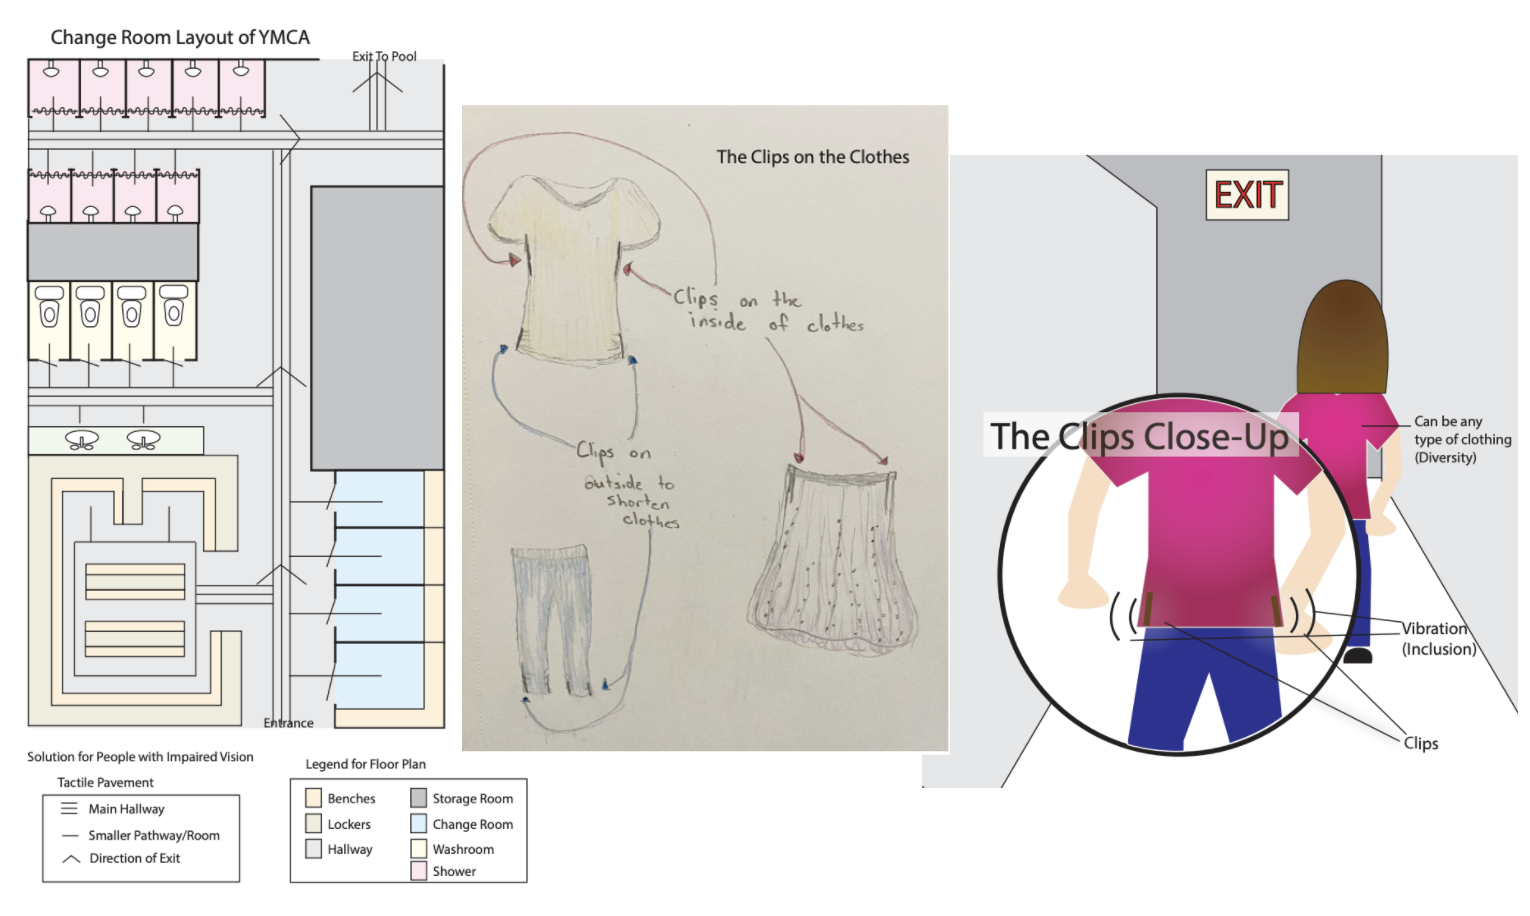 Change Room Layout of YMCA
Exit To Pool
Entrance
Solution for People with Impaired Vision
Tactile Pavement
Main Hallway
Smaller Pathway/Room
Direction of Exit
Legend for Floor Plan
Benches
Lockers
Hallway
Storage Room
Change Room
Washroom
Shower
The Clips on the Clothes
Clips on the
inside of clothes
Clips on
outside to
shorten
clothes
EXIT
The Clips Close-Up
Can be any
type of clothing
(Diversity)
Vibration
(Inclusion)
Clips